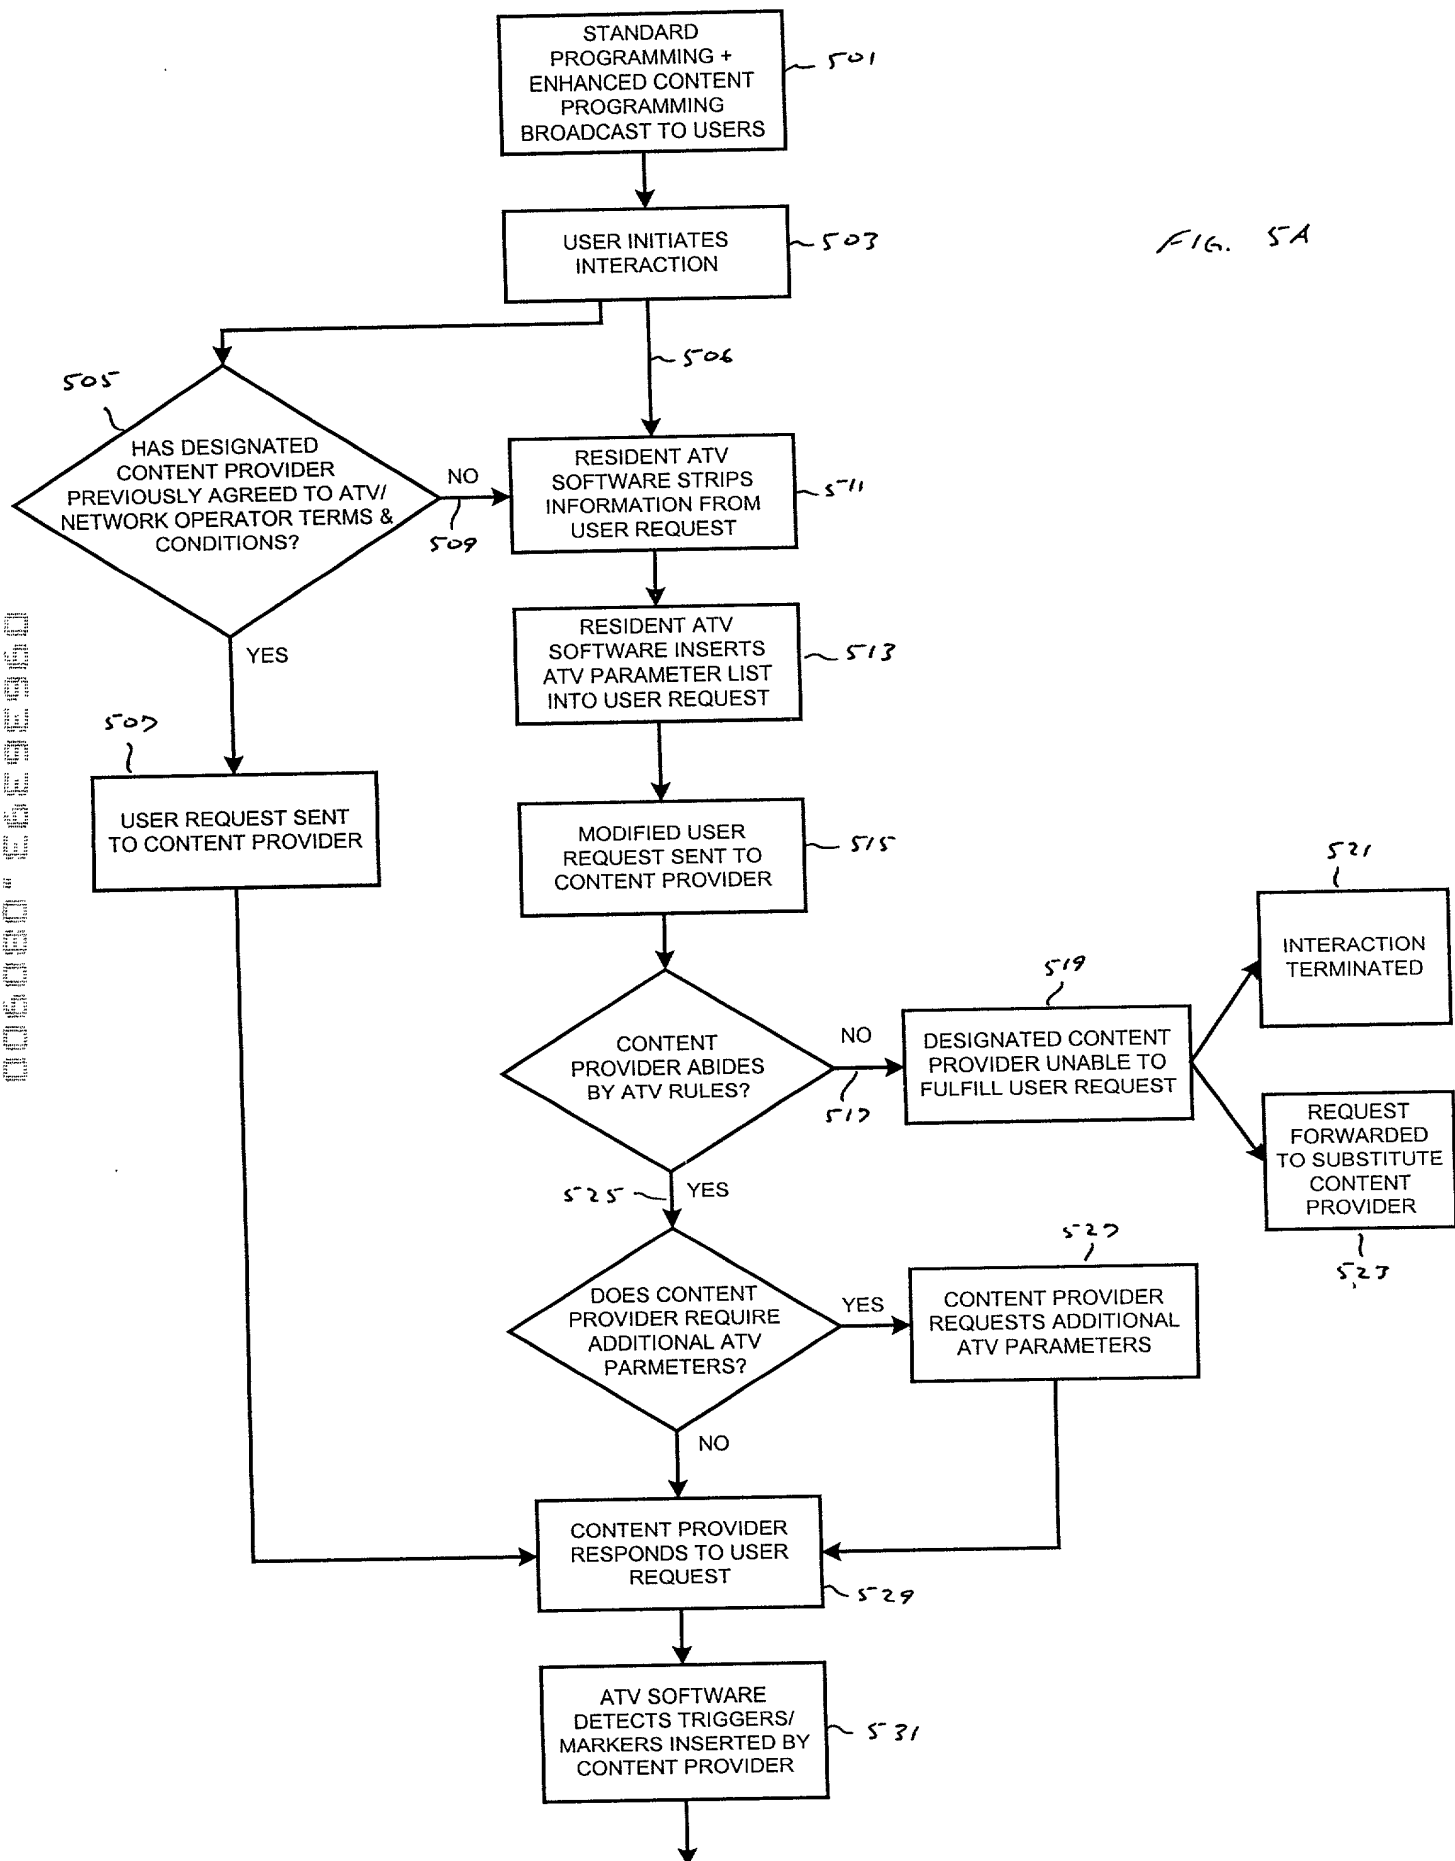 STANDARD
PROGRAMMING +
ENHANCED CONTENT
PROGRAMMING
BROADCAST TO USERS
501
USER INITIATES
INTERACTION
503
FIG. 5A
506
505
HAS DESIGNATED
CONTENT PROVIDER
PREVIOUSLY AGREED TO ATV/
NETWORK OPERATOR TERMS &
CONDITIONS?
NO
509
RESIDENT ATV
SOFTWARE STRIPS
INFORMATION FROM
USER REQUEST
511
YES
RESIDENT ATV
SOFTWARE INSERTS
ATV PARAMETER LIST
INTO USER REQUEST
513
507
USER REQUEST SENT
TO CONTENT PROVIDER
MODIFIED USER
REQUEST SENT TO
CONTENT PROVIDER
515
521
INTERACTION
TERMINATED
CONTENT
PROVIDER ABIDES
BY ATV RULES?
NO
517
519
DESIGNATED CONTENT
PROVIDER UNABLE TO
FULFILL USER REQUEST
REQUEST
FORWARDED
TO SUBSTITUTE
CONTENT
PROVIDER
523
525
YES
DOES CONTENT
PROVIDER REQUIRE
ADDITIONAL ATV
PARMETERS?
YES
527
CONTENT PROVIDER
REQUESTS ADDITIONAL
ATV PARAMETERS
NO
CONTENT PROVIDER
RESPONDS TO USER
REQUEST
529
ATV SOFTWARE
DETECTS TRIGGERS/
MARKERS INSERTED BY
CONTENT PROVIDER
531